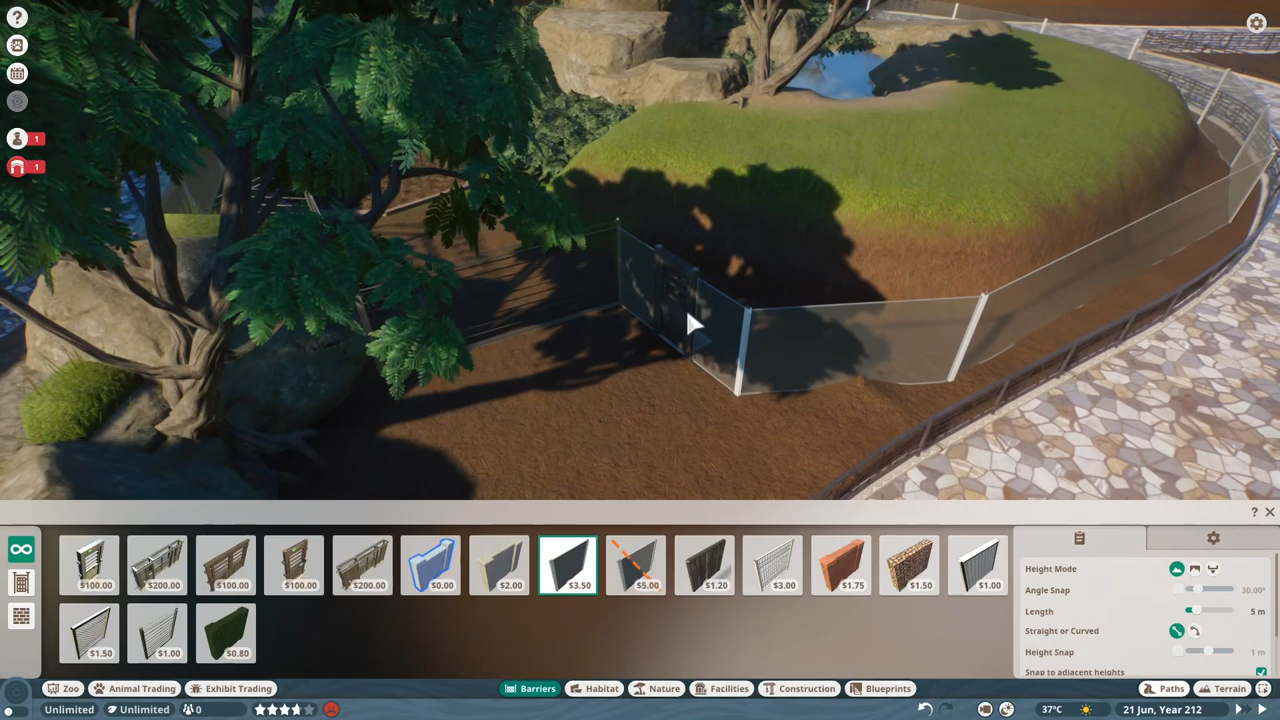 ?
1
1
? ×
$100.00 $200.00 $100.00 $100.00 $200.00 $0.00 $2.00 $3.50 $5.00 $1.20 $3.00 $1.75 $1.50 $1.00
$1.50 $1.00 $0.80
Height Mode
Angle Snap 30.00°
Length 5 m
Straight or Curved
Height Snap 1 m
Snap to adjacent heights
Zoo Animal Trading Exhibit Trading Barriers Habitat Nature Facilities Construction Blueprints Paths Terrain
Unlimited Unlimited 0 37°C 21 Jun, Year 212